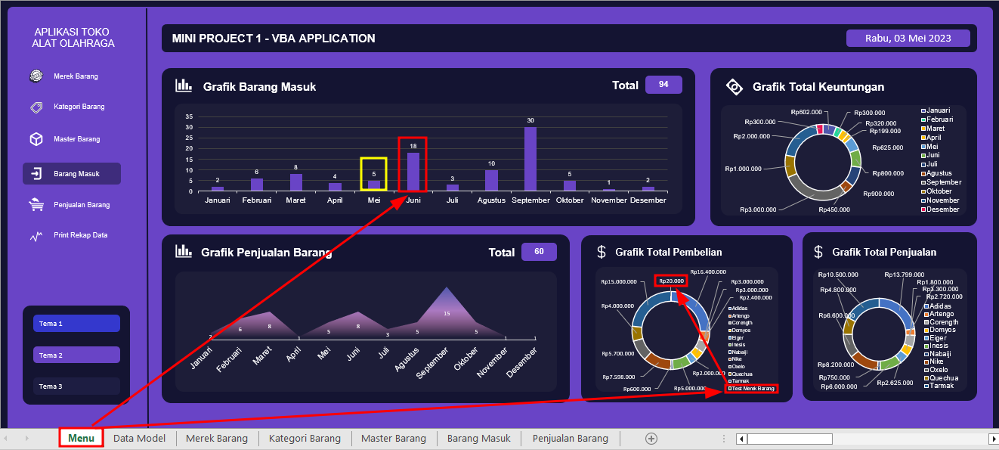 APLIKASI TOKO
ALAT OLAHRAGA
Merek Barang
Kategori Barang
Master Barang
Barang Masuk
Penjualan Barang
Print Rekap Data
Tema 1
Tema 2
Tema 3
MINI PROJECT 1 - VBA APPLICATION
Rabu, 03 Mei 2023
Grafik Barang Masuk
Total 94
35
30
25
20
15
10
5
0
2
6
8
4
5
18
3
10
30
5
1
2
Januari Februari Maret April Mei Juni Juli Agustus September Oktober November Desember
Grafik Total Keuntungan
Rp602.000
Rp300.000
Rp300.000
Rp320.000
Rp199.000
Rp2.000.000
Rp625.000
Rp1.000.000
Rp800.000
Rp900.000
Rp3.000.000
Rp450.000
Januari
Februari
Maret
April
Mei
Juni
Juli
Agustus
September
Oktober
November
Desember
Grafik Penjualan Barang
Total 60
2
6
8
1
5
8
3
5
15
5
1
1
Januari Februari Maret April Mei Juni Juli Agustus September Oktober November Desember
Grafik Total Pembelian
Rp16.400.000
Rp15.000.000
Rp20.000
Rp3.000.000
Rp3.000.000
Rp2.400.000
Rp4.000.000
Rp5.700.000
Rp7.598.000
Rp2.000.000
Rp600.000
Rp5.000.000
Adidas
Artengo
Corength
Domyos
Eiger
Inesis
Nabaiji
Nike
Oxelo
Quechua
Tarmak
Test Merek Barang
$ Grafik Total Penjualan
Rp10.500.000
Rp13.799.000
Rp1.800.000
Rp3.300.000
Rp2.720.000
Rp4.800.000
Rp6.600.000
Rp8.200.000
Rp750.000
Rp6.000.000
Rp2.625.000
Adidas
Artengo
Corength
Domyos
Eiger
Inesis
Nabaiji
Nike
Oxelo
Quechua
Tarmak
Menu Data Model Merek Barang Kategori Barang Master Barang Barang Masuk Penjualan Barang